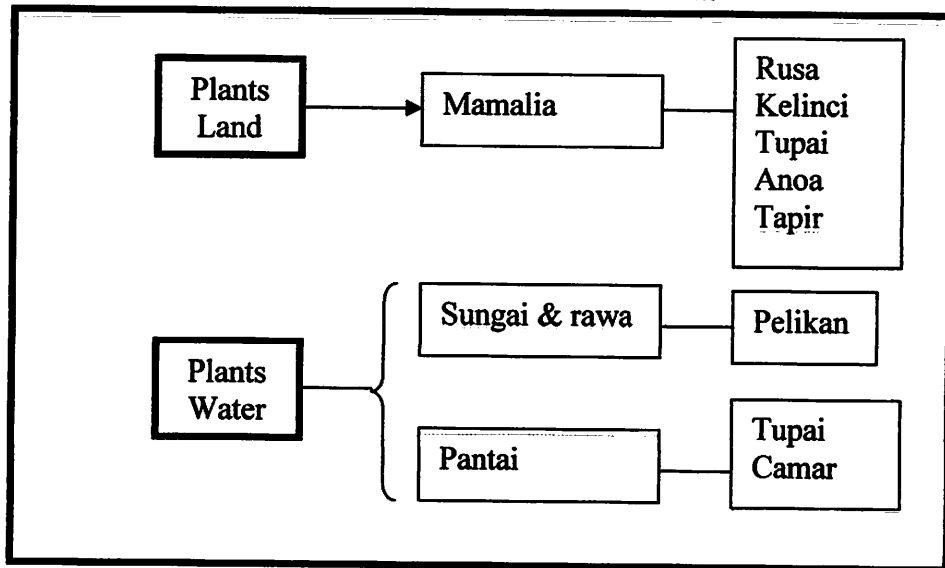 Plants
Land
Mamalia
Rusa
Kelinci
Tupai
Anoa
Tapir
Plants
Water
Sungai & rawa
Pelikan
Pantai
Tupai
Camar